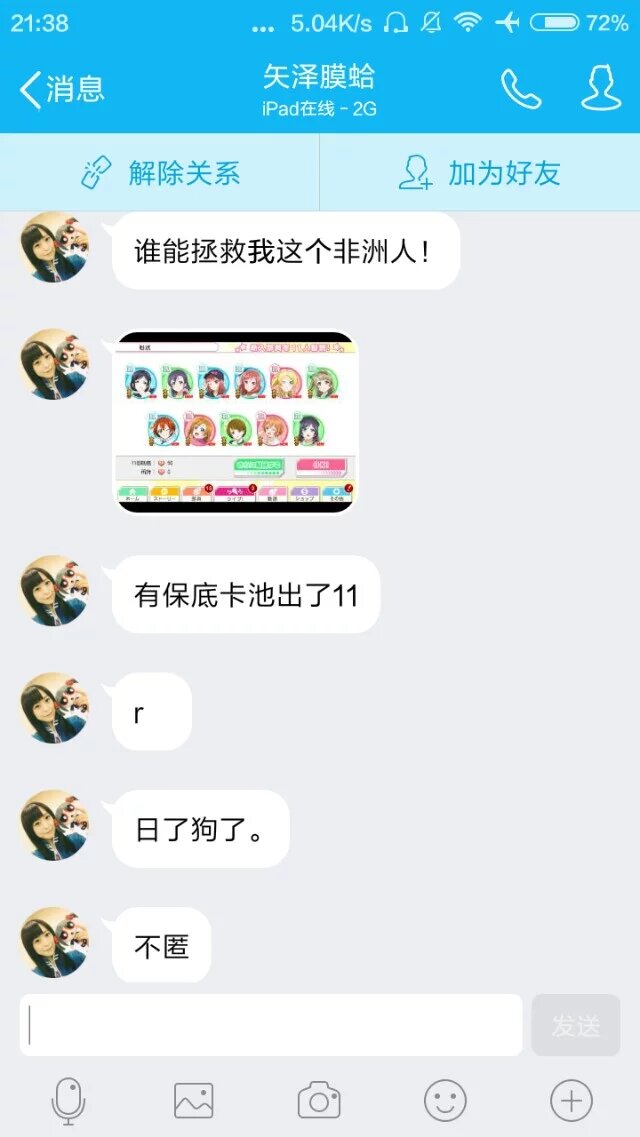 21:38
... 5.04K/s 72%
消息
矢泽膜蛤
iPad在线 - 2G
解除关系
加为好友
谁能拯救我这个非洲人！
有保底卡池出了11
r
日了狗了。
不匿
发送